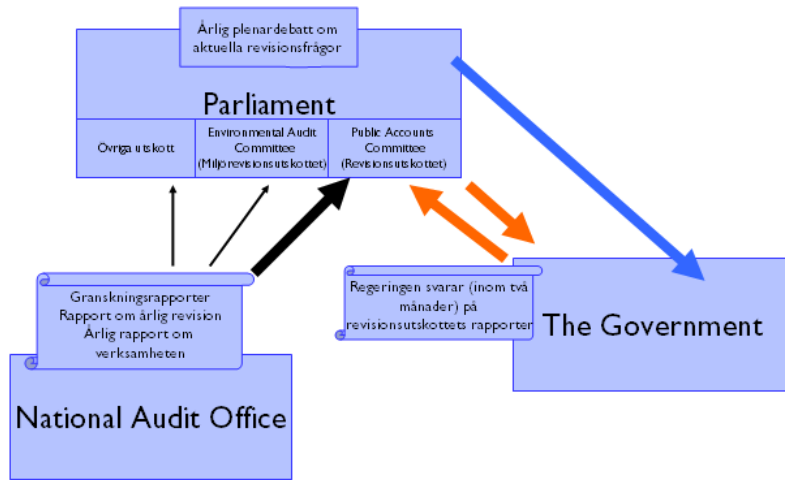 Årlig plenardebatt om
aktuella revisionsfrågor
Parliament
Övriga utskott
Environmental Audit
Committee
(Miljörevisionsutskottet)
Public Accounts
Committee
(Revisionsutskottet)
Granskningsrapporter
Rapport om årlig revision
Årlig rapport om
verksamheten
National Audit Office
Regeringen svarar (inom två
månader) på
revisionsutskottets rapporter
The Government